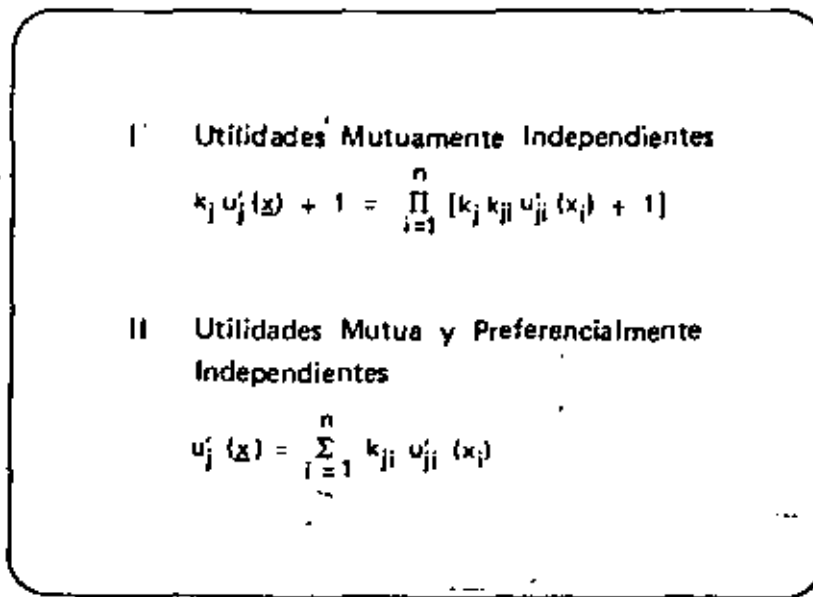 I Utilidades Mutuamente Independientes
k_j u'_j (x) + 1 = n Π i=1 [k_j k_ji u'_ji (x_i) + 1]
II Utilidades Mutua y Preferencialmente
Independientes
u'_j (x) = n Σ i = 1 k_ji u'_ji (x_i)